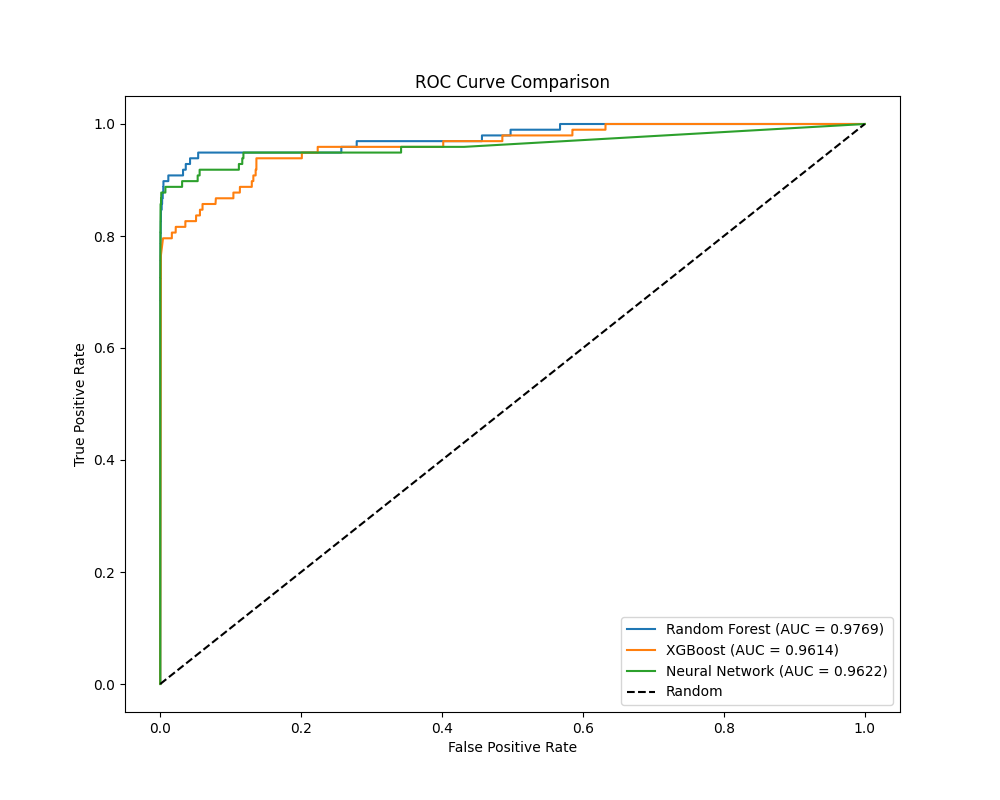 ROC Curve Comparison
1.0
0.8
0.6
0.4
0.2
0.0
True Positive Rate
0.0 0.2 0.4 0.6 0.8 1.0
False Positive Rate
Random Forest (AUC = 0.9769)
XGBoost (AUC = 0.9614)
Neural Network (AUC = 0.9622)
Random